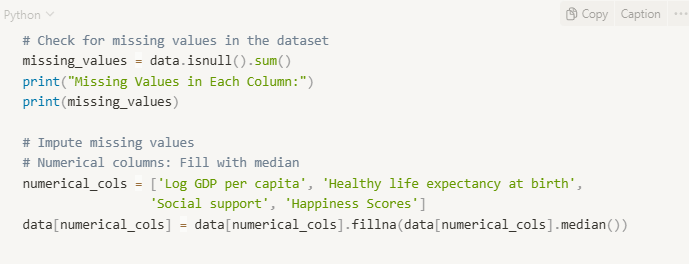 Python
Copy Caption ...
# Check for missing values in the dataset
missing_values = data.isnull().sum()
print("Missing Values in Each Column:")
print(missing_values)
# Impute missing values
# Numerical columns: Fill with median
numerical_cols = ['Log GDP per capita', 'Healthy life expectancy at birth',
'Social support', 'Happiness Scores']
data[numerical_cols] = data[numerical_cols].fillna(data[numerical_cols].median())